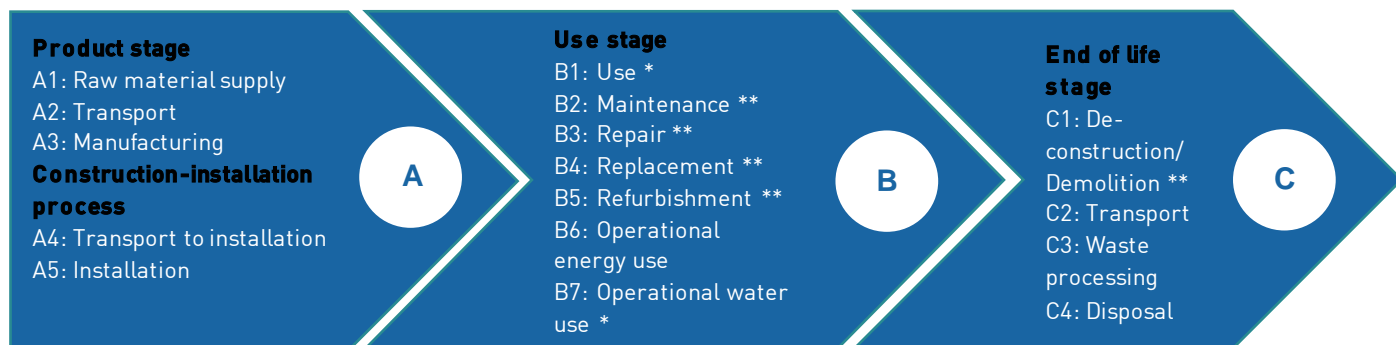 Product stage
A1: Raw material supply
A2: Transport
A3: Manufacturing
Construction-installation
process
A4: Transport to installation
A5: Installation
A
Use stage
B1: Use *
B2: Maintenance **
B3: Repair **
B4: Replacement **
B5: Refurbishment **
B6: Operational
energy use
B7: Operational water
use *
B
End of life
stage
C1: De-
construction/
Demolition **
C2: Transport
C3: Waste
processing
C4: Disposal
C